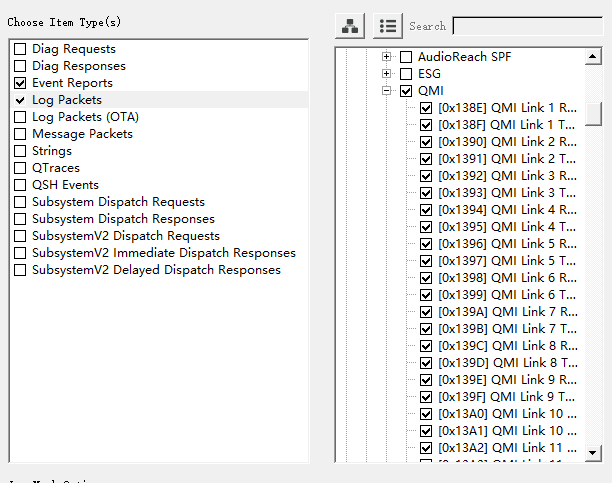 Choose Item Type(s)
Diag Requests
Diag Responses
Event Reports
Log Packets
Log Packets (OTA)
Message Packets
Strings
QTraces
QSH Events
Subsystem Dispatch Requests
Subsystem Dispatch Responses
SubsystemV2 Dispatch Requests
SubsystemV2 Immediate Dispatch Responses
SubsystemV2 Delayed Dispatch Responses
Search
AudioReach SPF
ESG
QMI
[0x138E] QMI Link 1 R...
[0x138F] QMI Link 1 T...
[0x1390] QMI Link 2 R...
[0x1391] QMI Link 2 T...
[0x1392] QMI Link 3 R...
[0x1393] QMI Link 3 T...
[0x1394] QMI Link 4 R...
[0x1395] QMI Link 4 T...
[0x1396] QMI Link 5 R...
[0x1397] QMI Link 5 T...
[0x1398] QMI Link 6 R...
[0x1399] QMI Link 6 T...
[0x139A] QMI Link 7 R...
[0x139B] QMI Link 7 T...
[0x139C] QMI Link 8 R...
[0x139D] QMI Link 8 T...
[0x139E] QMI Link 9 R...
[0x139F] QMI Link 9 T...
[0x13A0] QMI Link 10 ...
[0x13A1] QMI Link 10 ...
[0x13A2] QMI Link 11 ...